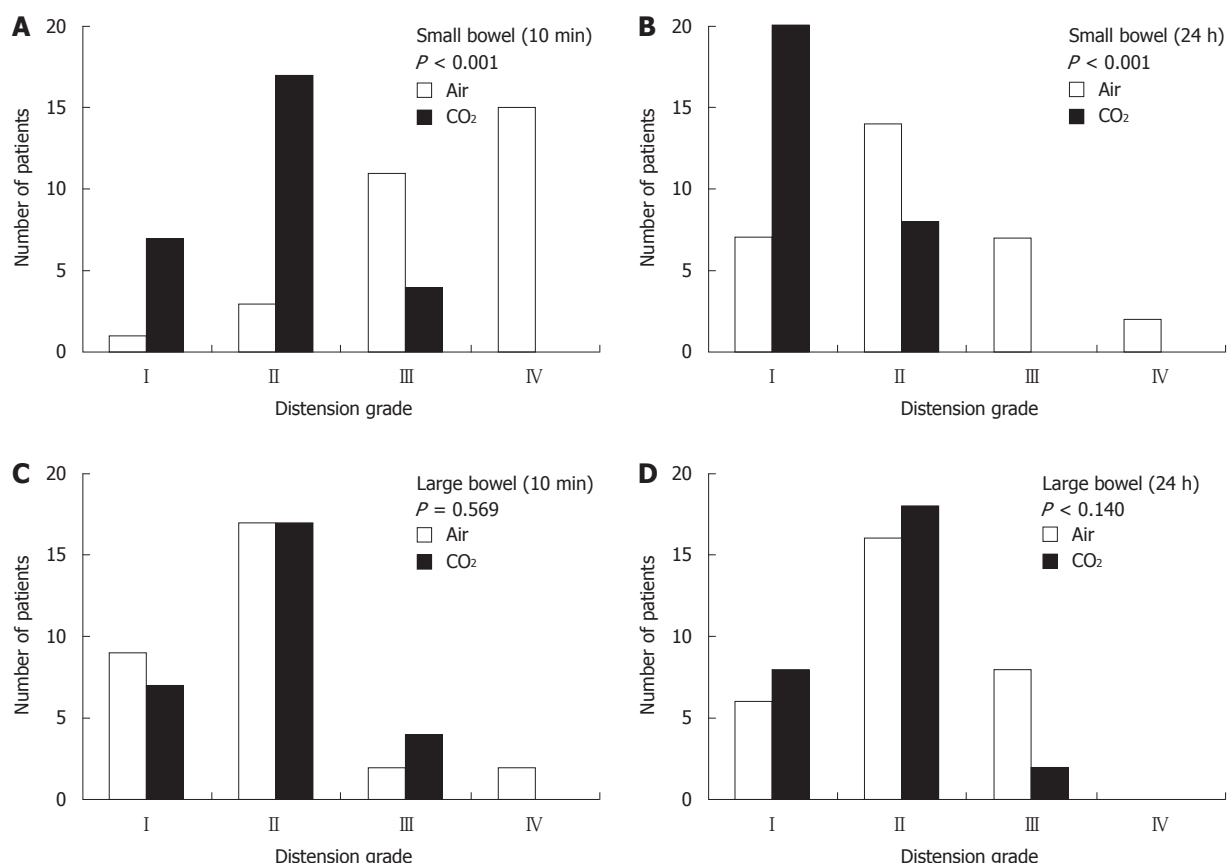 A
Small bowel (10 min)
P < 0.001
Air
CO₂
Number of patients
20
15
10
5
0
I
II
III
IV
Distension grade
B
Small bowel (24 h)
P < 0.001
Air
CO₂
Number of patients
20
15
10
5
0
I
II
III
IV
Distension grade
C
Large bowel (10 min)
P = 0.569
Air
CO₂
Number of patients
20
15
10
5
0
I
II
III
IV
Distension grade
D
Large bowel (24 h)
P < 0.140
Air
CO₂
Number of patients
20
15
10
5
0
I
II
III
IV
Distension grade